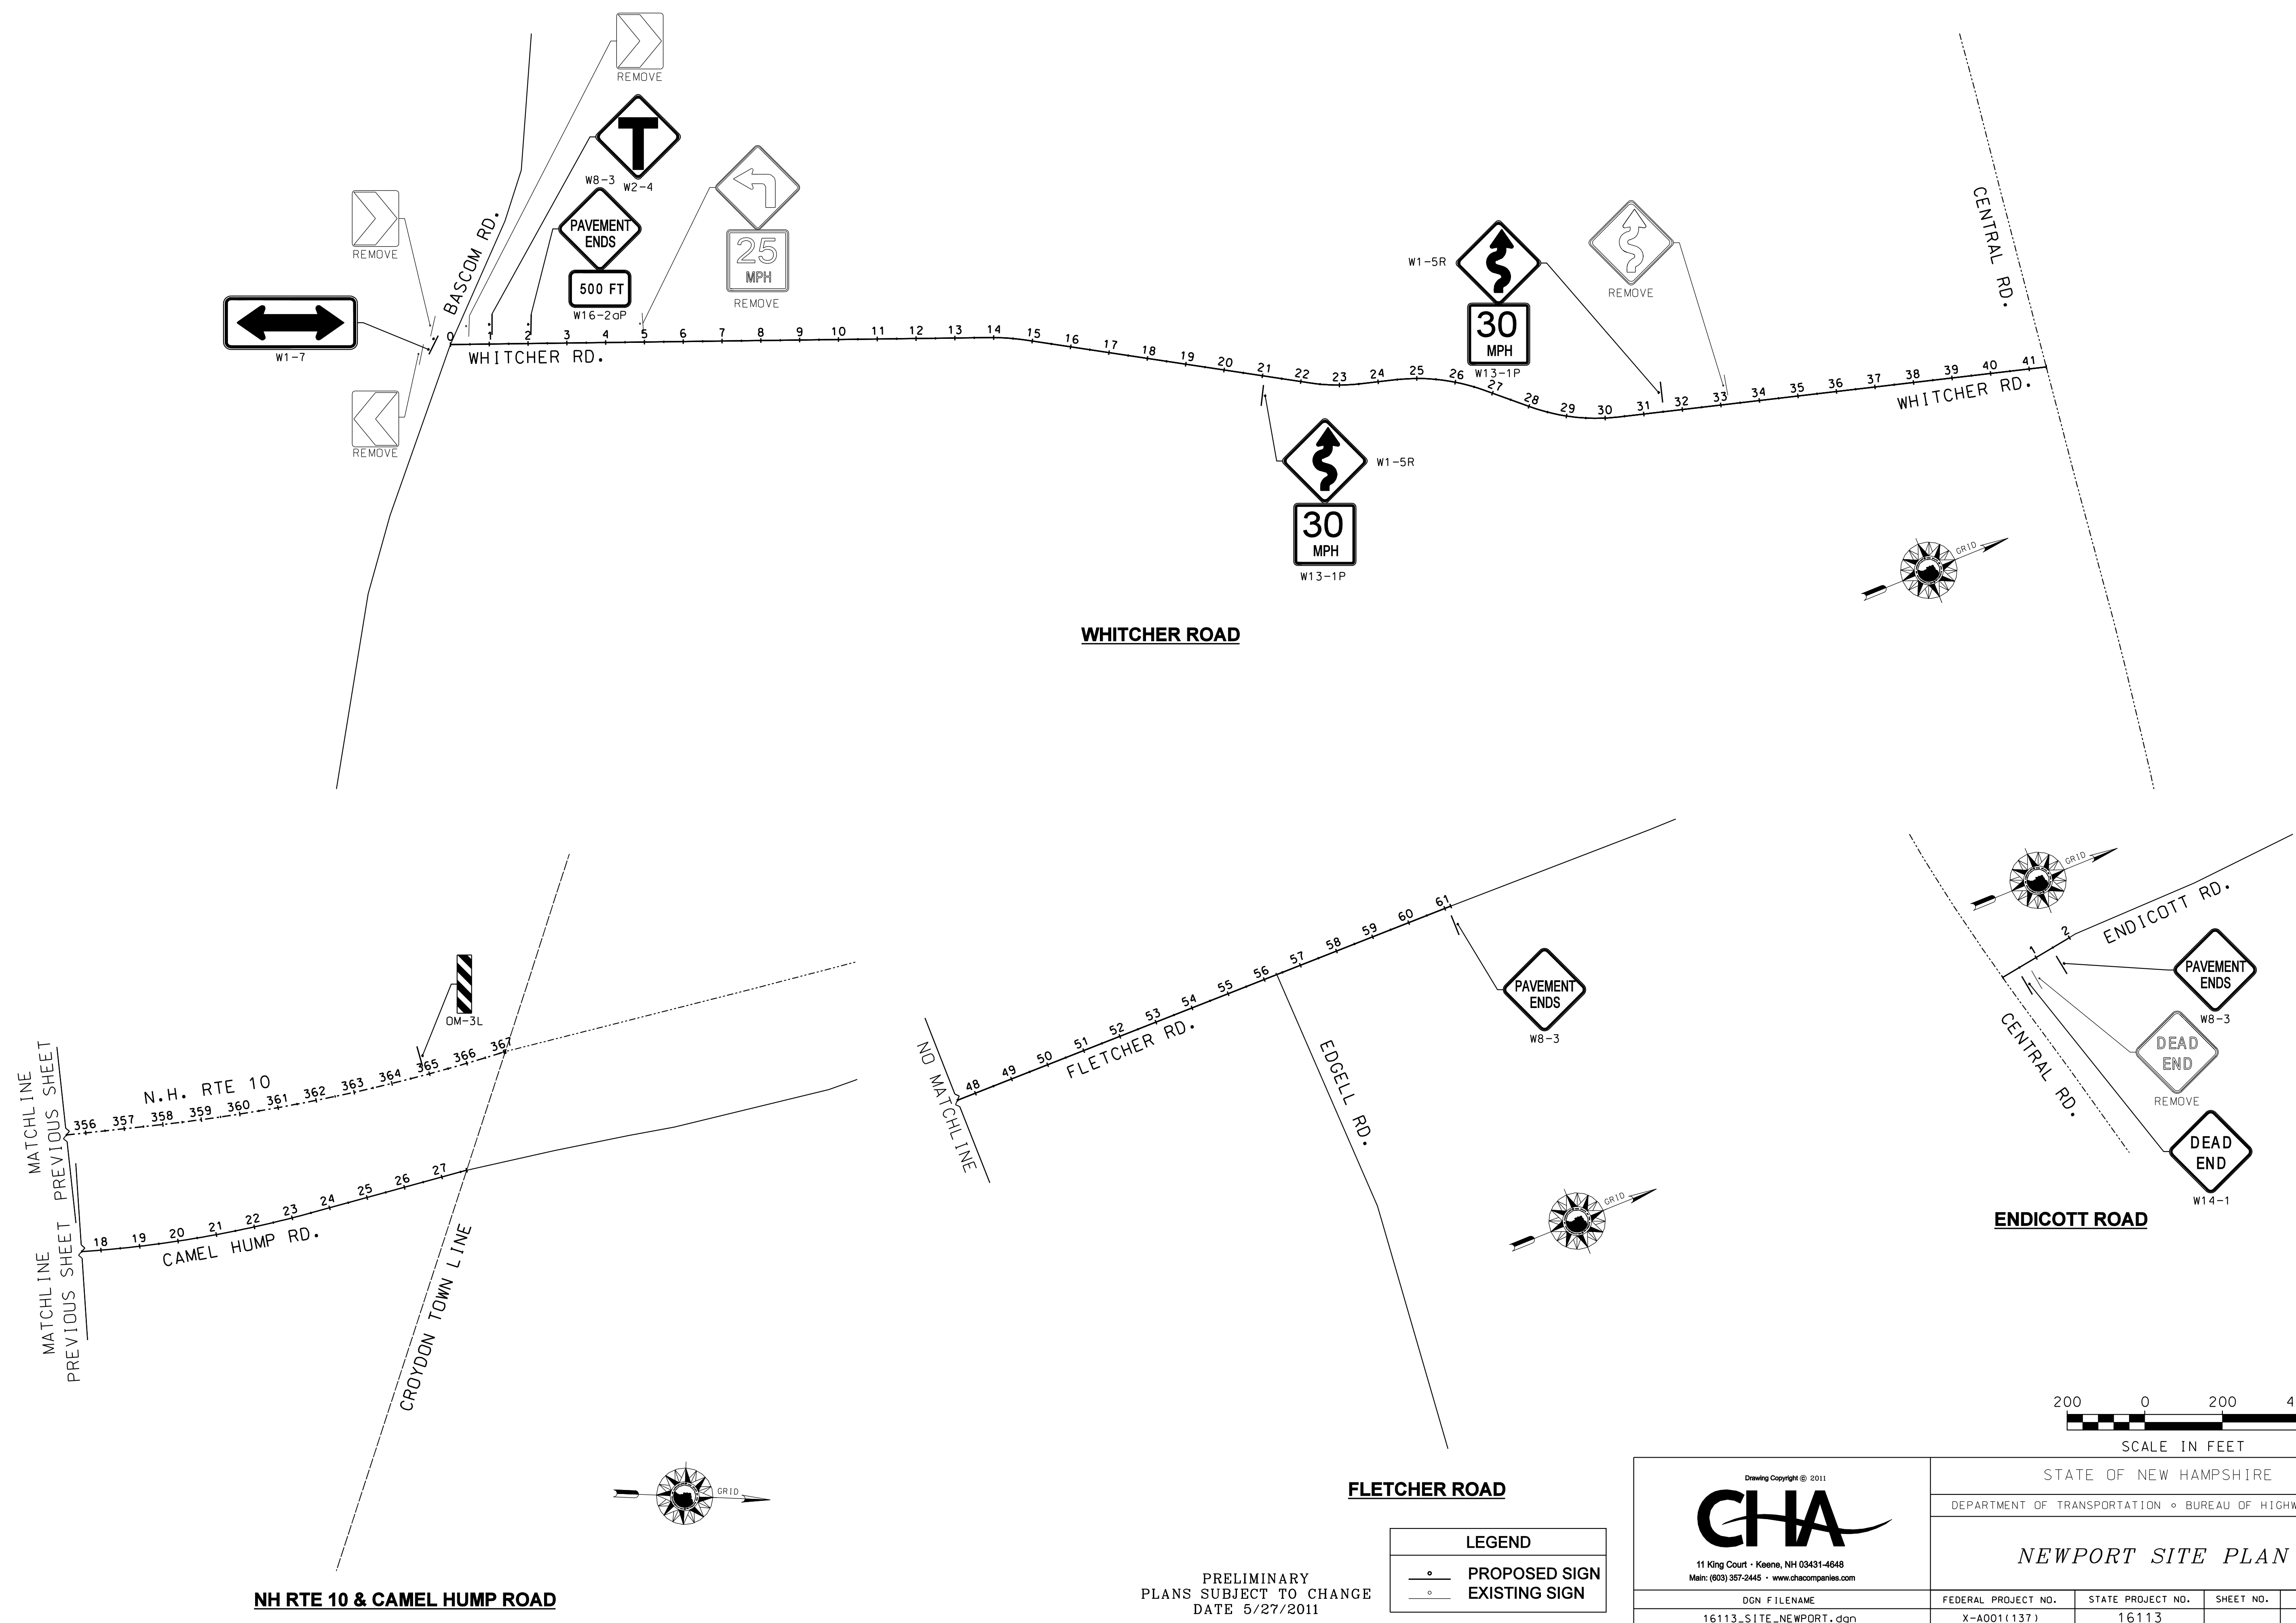 REMOVE
W8-3
W2-4
PAVEMENT
ENDS
500 FT
W16-2aP
25
MPH
REMOVE
REMOVE
BASCOM RD.
W1-7
REMOVE
0 1 2 3 4 5 6 7 8 9 10 11 12 13 14 15 16 17 18 19 20 21 22 23 24 25 26 27 28 29 30 31 32 33 34 35 36 37 38 39 40 41
WHITCHER RD.
W1-5R
30
MPH
W13-1P
REMOVE
W1-5R
30
MPH
W13-1P
WHITCHER RD.
CENTRAL RD.
GRID
WHITCHER ROAD
MATCHLINE
PREVIOUS SHEET
N.H. RTE 10
356 357 358 359 360 361 362 363 364 365 366 367
OM-3L
MATCHLINE
PREVIOUS SHEET
18 19 20 21 22 23 24 25 26 27
CAMEL HUMP RD.
CROYDON TOWN LINE
GRID
NH RTE 10 & CAMEL HUMP ROAD
NO MATCHLINE
48 49 50 51 52 53 54 55 56 57 58 59 60 61
FLETCHER RD.
EDGELL RD.
PAVEMENT
ENDS
W8-3
GRID
FLETCHER ROAD
GRID
1 2
ENDICOTT RD.
CENTRAL RD.
PAVEMENT
ENDS
W8-3
DEAD
END
REMOVE
DEAD
END
W14-1
ENDICOTT ROAD
200 0 200
SCALE IN FEET
PRELIMINARY
PLANS SUBJECT TO CHANGE
DATE 5/27/2011
LEGEND
PROPOSED SIGN
EXISTING SIGN
Drawing Copyright © 2011
CHA
11 King Court • Keene, NH 03431-4648
Main: (603) 357-2445 • www.chacompanies.com
STATE OF NEW HAMPSHIRE
DEPARTMENT OF TRANSPORTATION ∘ BUREAU OF
NEWPORT SITE PLAN
DGN FILENAME
FEDERAL PROJECT NO.
STATE PROJECT NO.
SHEET NO.
16113_SITE_NEWPORT.dgn
X-A001(137)
16113